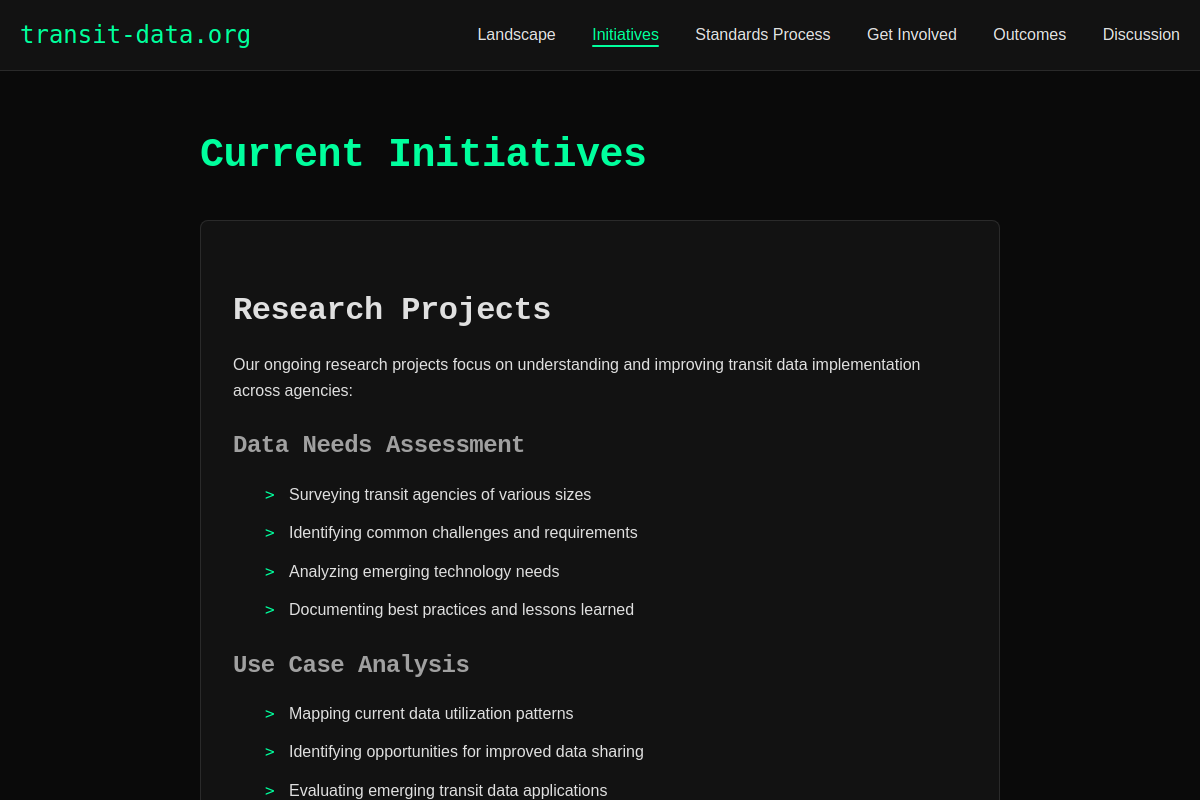 transit-data.org
Landscape
Initiatives
Standards Process
Get Involved
Outcomes
Discussion
Current Initiatives
Research Projects
Our ongoing research projects focus on understanding and improving transit data implementation
across agencies:
Data Needs Assessment
> Surveying transit agencies of various sizes
> Identifying common challenges and requirements
> Analyzing emerging technology needs
> Documenting best practices and lessons learned
Use Case Analysis
> Mapping current data utilization patterns
> Identifying opportunities for improved data sharing
> Evaluating emerging transit data applications